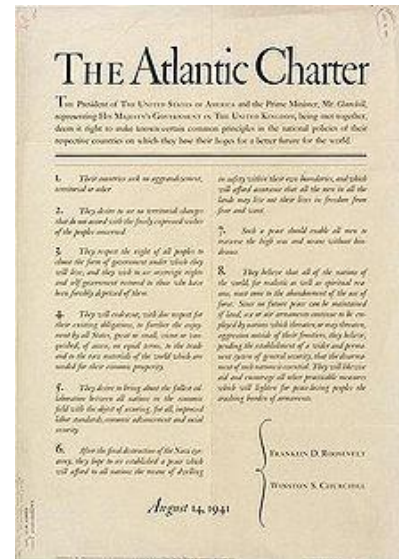 THE Atlantic Charter
THE President of THE UNITED STATES OF AMERICA and the Prime Minister, Mr. Churchill,
representing HIS MAJESTY'S GOVERNMENT IN THE UNITED KINGDOM, being met together,
deem it right to make known certain common principles in the national policies of their
respective countries on which they base their hopes for a better future for the world.
1. Their countries seek no aggrandizement,
territorial or other
2. They desire to see no territorial changes
that do not accord with the freely expressed wishes
of the peoples concerned
3. They respect the right of all peoples to
choose the form of government under which they
will live; and they wish to see sovereign rights
and self government restored to those who have
been forcibly deprived of them.
4. They will endeavor, with due respect for
their existing obligations, to further the enjoy-
ment by all States, great or small, victor or van-
quished, of access, on equal terms, to the trade
and to the raw materials of the world which are
needed for their economic prosperity.
5. They desire to bring about the fullest col-
laboration between all nations in the economic
field with the object of securing, for all, improved
labor standards, economic advancement and social
security.
6. After the final destruction of the Nazi tyr-
anny, they hope to see established a peace which
will afford to all nations the means of dwelling
in safety within their own boundaries, and which
will afford assurance that all the men in all the
lands may live out their lives in freedom from
fear and want.
7. Such a peace should enable all men to
traverse the high seas and oceans without hin-
drance
8. They believe that all of the nations of
the world, for realistic as well as spiritual rea-
sons, must come to the abandonment of the use of
force. Since no future peace can be maintained
if land, sea or air armaments continue to be em-
ployed by nations which threaten, or may threaten,
aggression outside of their frontiers, they believe,
pending the establishment of a wider and perma-
nent system of general security, that the disarma-
ment of such nations is essential. They will likewise
aid and encourage all other practicable measures
which will lighten for peace-loving peoples the
crushing burden of armaments.
FRANKLIN D. ROOSEVELT
WINSTON S. CHURCHILL
August 14, 1941